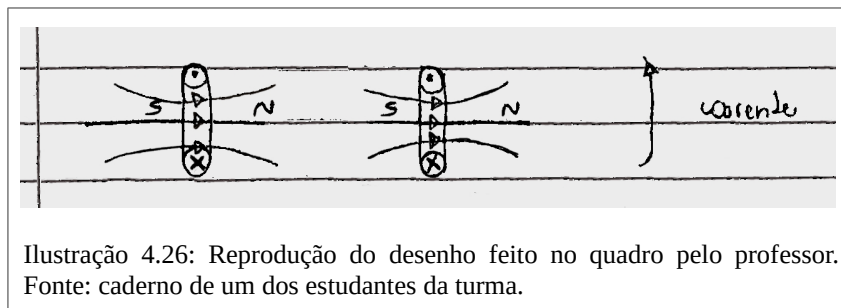 S N S N corrente
Ilustração 4.26: Reprodução do desenho feito no quadro pelo professor.
Fonte: caderno de um dos estudantes da turma.